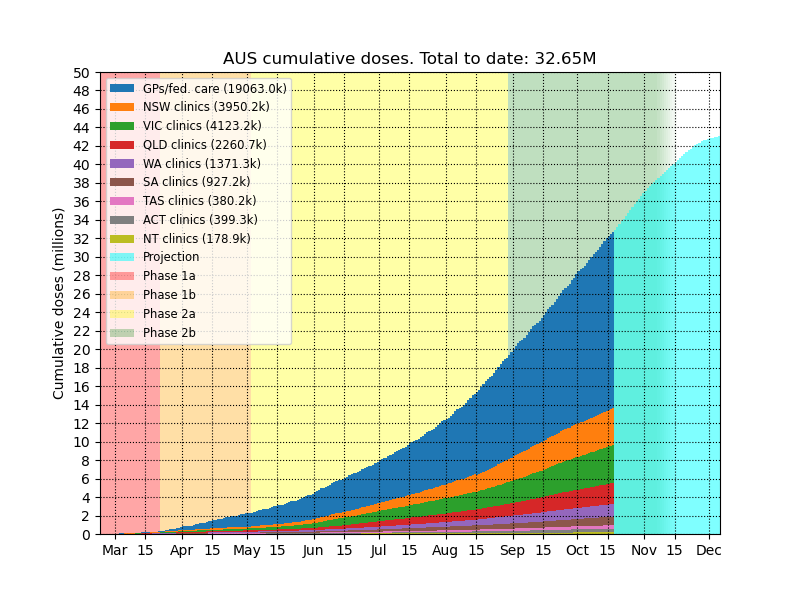 AUS cumulative doses. Total to date: 32.65M
Cumulative doses (millions)
50
48
46
44
42
40
38
36
34
32
30
28
26
24
22
20
18
16
14
12
10
8
6
4
2
0
GPs/fed. care (19063.0k)
NSW clinics (3950.2k)
VIC clinics (4123.2k)
QLD clinics (2260.7k)
WA clinics (1371.3k)
SA clinics (927.2k)
TAS clinics (380.2k)
ACT clinics (399.3k)
NT clinics (178.9k)
Projection
Phase 1a
Phase 1b
Phase 2a
Phase 2b
Mar 15 Apr 15 May 15 Jun 15 Jul 15 Aug 15 Sep 15 Oct 15 Nov 15 Dec